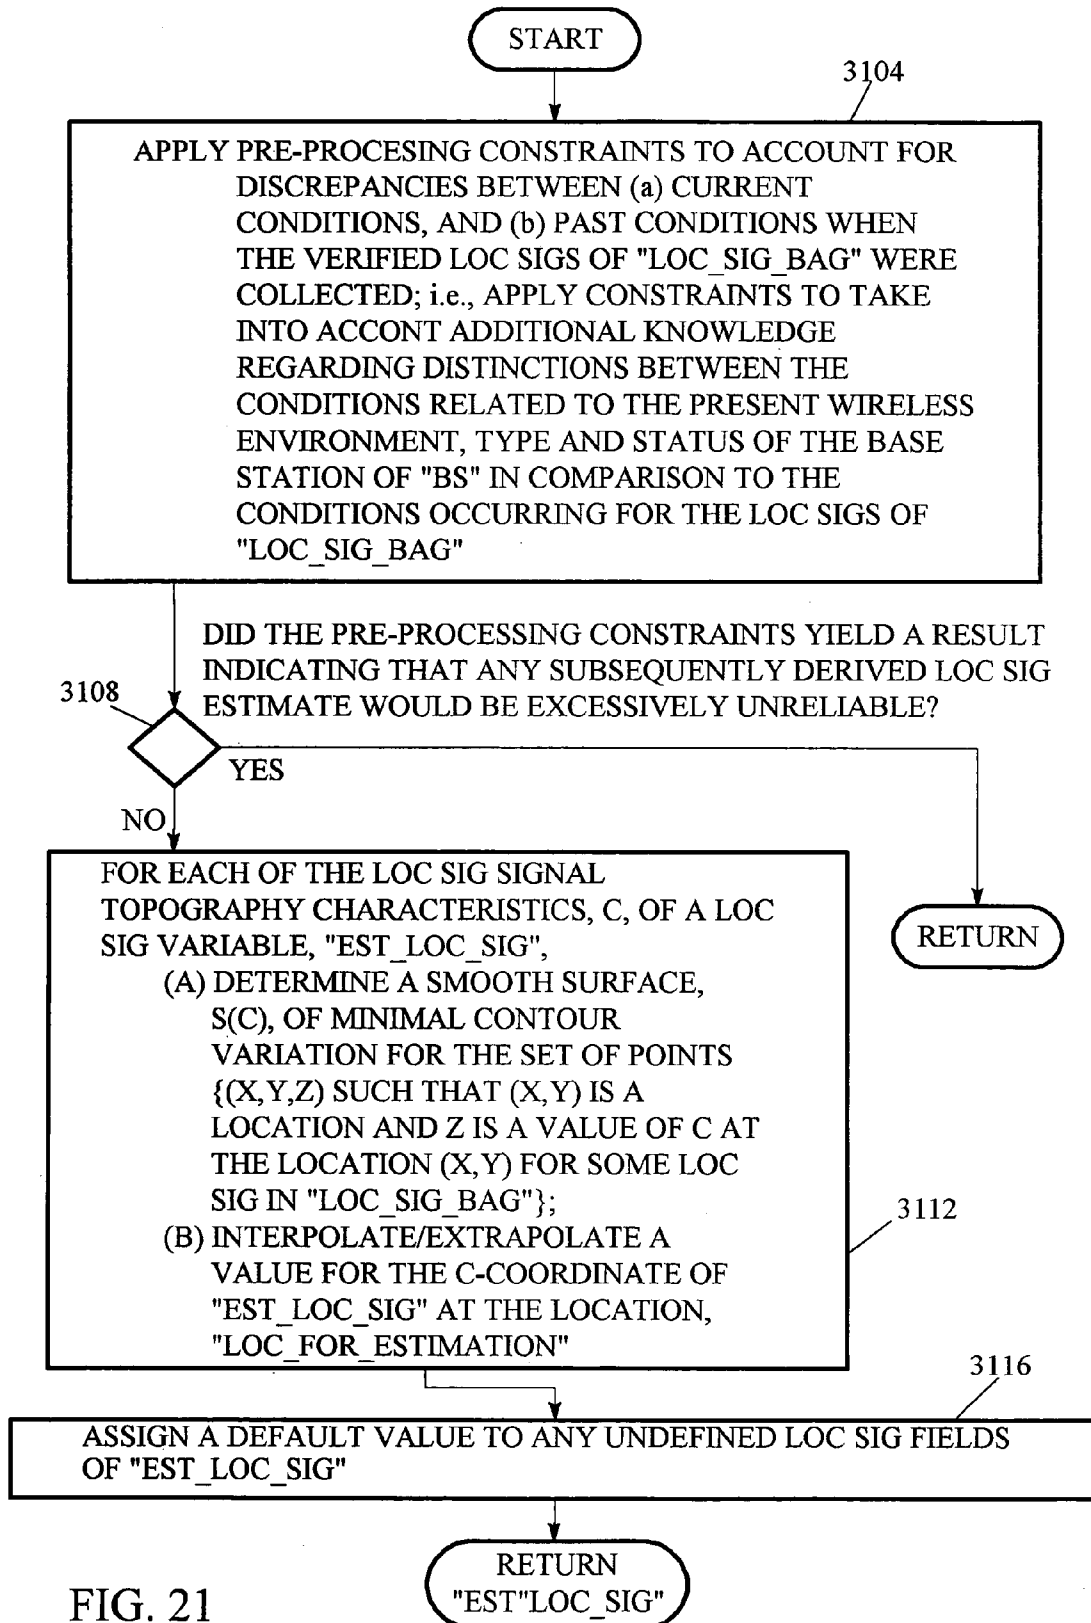 START
3104
APPLY PRE-PROCESING CONSTRAINTS TO ACCOUNT FOR
DISCREPANCIES BETWEEN (a) CURRENT
CONDITIONS, AND (b) PAST CONDITIONS WHEN
THE VERIFIED LOC SIGS OF "LOC_SIG_BAG" WERE
COLLECTED; i.e., APPLY CONSTRAINTS TO TAKE
INTO ACCONT ADDITIONAL KNOWLEDGE
REGARDING DISTINCTIONS BETWEEN THE
CONDITIONS RELATED TO THE PRESENT WIRELESS
ENVIRONMENT, TYPE AND STATUS OF THE BASE
STATION OF "BS" IN COMPARISON TO THE
CONDITIONS OCCURRING FOR THE LOC SIGS OF
"LOC_SIG_BAG"
DID THE PRE-PROCESSING CONSTRAINTS YIELD A RESULT
INDICATING THAT ANY SUBSEQUENTLY DERIVED LOC SIG
ESTIMATE WOULD BE EXCESSIVELY UNRELIABLE?
3108
YES
NO
FOR EACH OF THE LOC SIG SIGNAL
TOPOGRAPHY CHARACTERISTICS, C, OF A LOC
SIG VARIABLE, "EST_LOC_SIG",
(A) DETERMINE A SMOOTH SURFACE,
S(C), OF MINIMAL CONTOUR
VARIATION FOR THE SET OF POINTS
{(X,Y,Z) SUCH THAT (X,Y) IS A
LOCATION AND Z IS A VALUE OF C AT
THE LOCATION (X,Y) FOR SOME LOC
SIG IN "LOC_SIG_BAG"};
(B) INTERPOLATE/EXTRAPOLATE A
VALUE FOR THE C-COORDINATE OF
"EST_LOC_SIG" AT THE LOCATION,
"LOC_FOR_ESTIMATION"
RETURN
3112
3116
ASSIGN A DEFAULT VALUE TO ANY UNDEFINED LOC SIG FIELDS
OF "EST_LOC_SIG"
RETURN
"EST"LOC_SIG"
FIG. 21